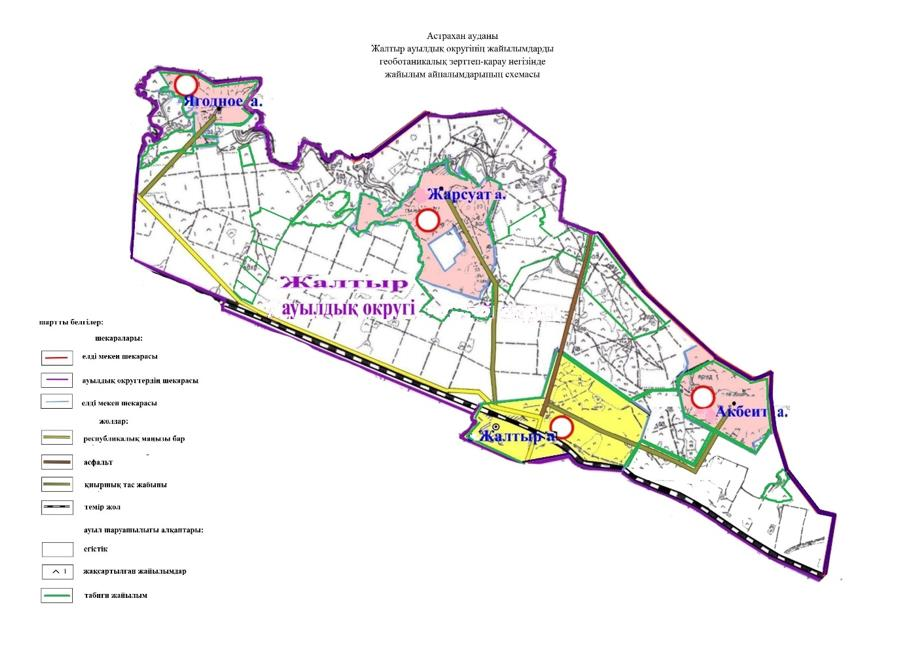 Астрахан ауданы
Жалтыр ауылдық округінің жайылымдарды
геоботаникалық зерттеп-қарау негізінде
жайылым айналымдарының схемасы
Ягодное а.
Жарсуат а.
Жалтыр
ауылдық округі
Ақбеит а.
Жалтыр а.
шартты белгілер:
шекаралары:
елді мекен шекарасы
ауылдық округтердің шекарасы
елді мекен шекарасы
жолдар:
республикалық маңызы бар
асфальт
қиыршық тас жабыны
темір жол
ауыл шаруашылығы алқаптары:
егістік
1 жақсартылған жайылымдар
табиғи жайылым